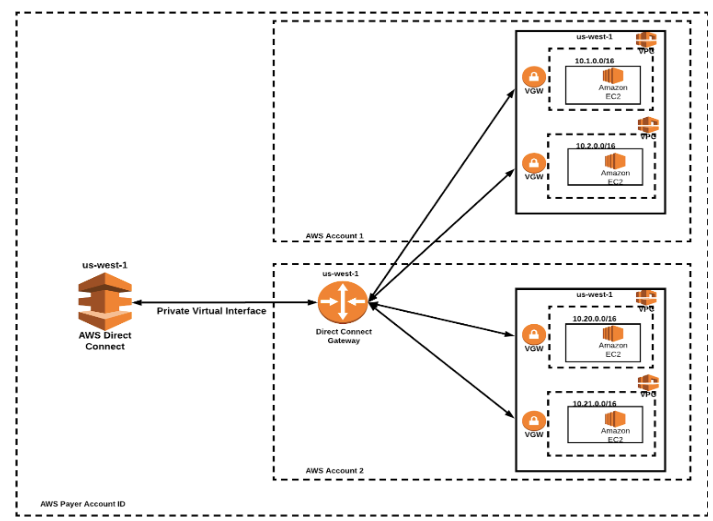 us-west-1
VPC
10.1.0.0/16
Amazon
EC2
VGW
VPC
10.2.0.0/16
Amazon
EC2
VGW
AWS Account 1
us-west-1
AWS Direct
Connect
Private Virtual Interface
us-west-1
Direct Connect
Gateway
us-west-1
VPC
10.20.0.0/16
Amazon
EC2
VGW
VPC
10.21.0.0/16
Amazon
EC2
VGW
AWS Account 2
AWS Payer Account ID